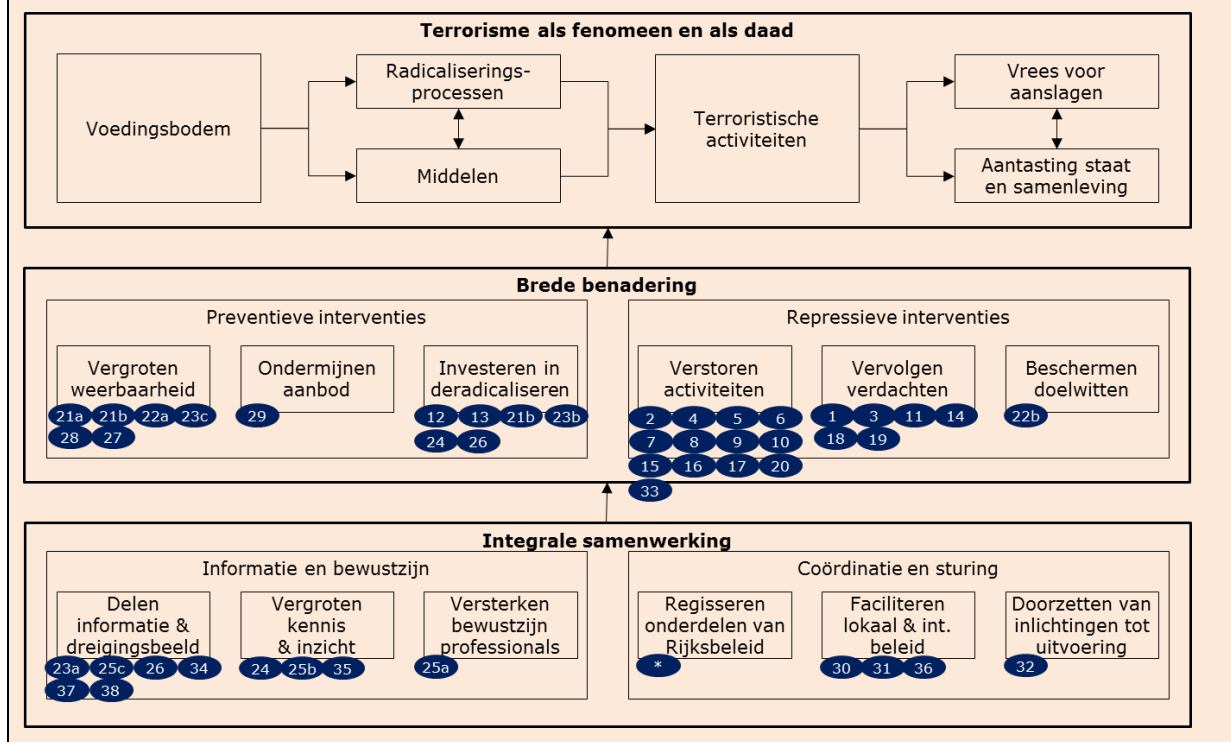 Terrorisme als fenomeen en als daad
Voedingsbodem
Radicaliserings-
processen
Middelen
Terroristische
activiteiten
Vrees voor
aanslagen
Aantasting staat
en samenleving
Brede benadering
Preventieve interventies
Vergroten
weerbaarheid
21a 21b 22a 23c
28 27
Ondermijnen
aanbod
29
Investeren in
deradicaliseren
12 13 21b 23b
24 26
Repressieve interventies
Verstoren
activiteiten
2 4 5 6
7 8 9 10
15 16 17 20
33
Vervolgen
verdachten
1 3 11 14
18 19
Beschermen
doelwitten
22b
Integrale samenwerking
Informatie en bewustzijn
Delen
informatie &
dreigingsbeeld
23a 25c 26 34
37 38
Vergroten
kennis
& inzicht
24 25b 35
Versterken
bewustzijn
professionals
25a
Coördinatie en sturing
Regisseren
onderdelen van
Rijksbeleid
*
Faciliteren
lokaal & int.
beleid
30 31 36
Doorzetten van
inlichtingen tot
uitvoering
32